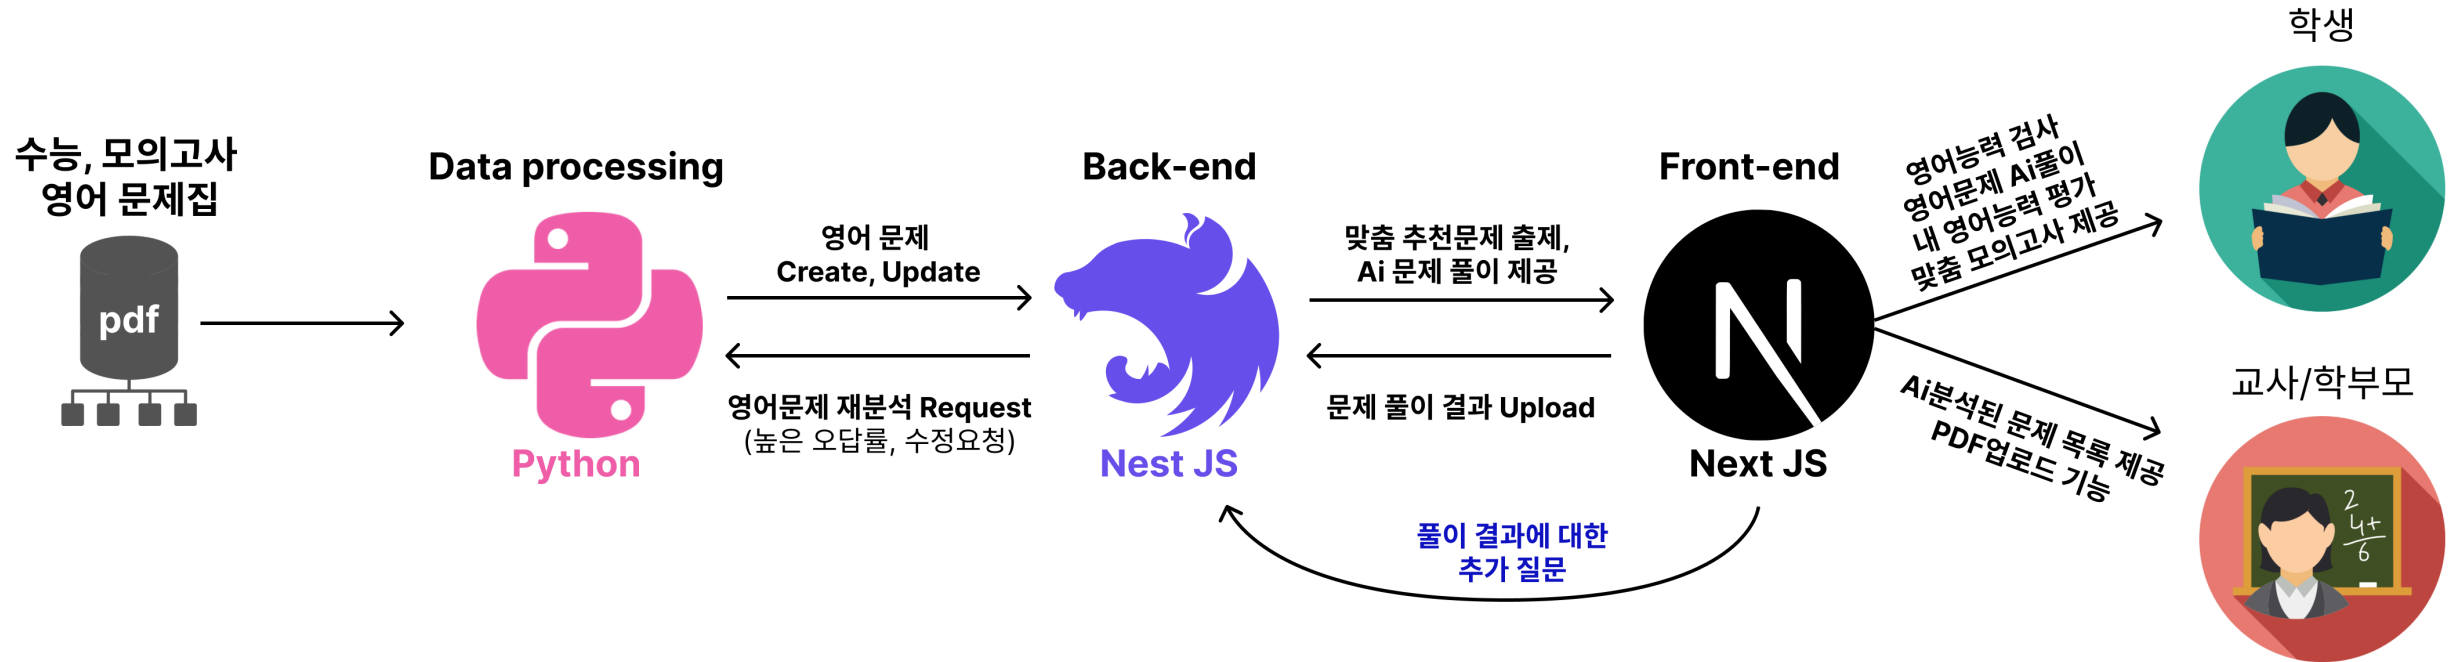 수능, 모의고사
영어 문제집
pdf
Data processing
Python
영어 문제
Create, Update
영어문제 재분석 Request
(높은 오답률, 수정요청)
Back-end
Nest JS
맞춤 추천문제 출제,
Ai 문제 풀이 제공
문제 풀이 결과 Upload
풀이 결과에 대한
추가 질문
Front-end
Next JS
영어능력 검사
영어문제 Ai풀이
내 영어능력 평가
맞춤 모의고사 제공
Ai분석된 문제 목록 제공
PDF업로드 기능
학생
교사/학부모
2
4+
6